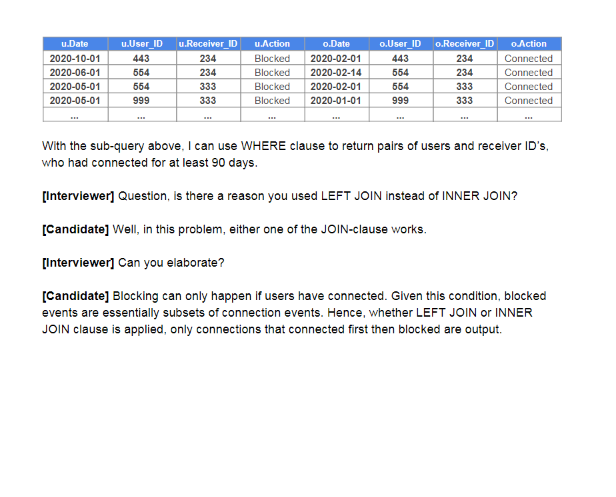 u.Date u.User_ID u.Receiver_ID u.Action o.Date o.User_ID o.Receiver_ID o.Action
2020-10-01 443 234 Blocked 2020-02-01 443 234 Connected
2020-06-01 554 234 Blocked 2020-02-14 554 234 Connected
2020-05-01 554 333 Blocked 2020-02-01 554 333 Connected
2020-05-01 999 333 Blocked 2020-01-01 999 333 Connected
... ... ... ... ... ... ... ...
With the sub-query above, I can use WHERE clause to return pairs of users and receiver ID's,
who had connected for at least 90 days.
[Interviewer] Question, is there a reason you used LEFT JOIN instead of INNER JOIN?
[Candidate] Well, in this problem, either one of the JOIN-clause works.
[Interviewer] Can you elaborate?
[Candidate] Blocking can only happen if users have connected. Given this condition, blocked
events are essentially subsets of connection events. Hence, whether LEFT JOIN or INNER
JOIN clause is applied, only connections that connected first then blocked are output.